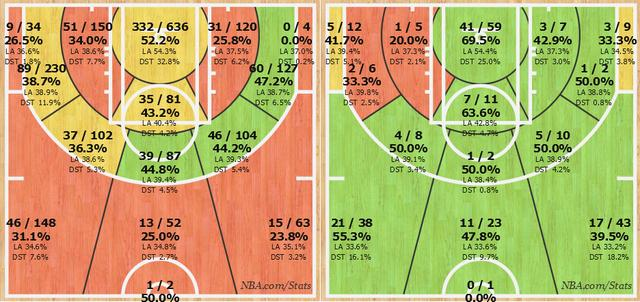 9 / 34
26.5%
LA 36.6%
DST 1.8%
51 / 150
34.0%
LA 38.6%
DST 7.7%
332 / 636
52.2%
LA 54.3%
DST 32.8%
31 / 120
25.8%
LA 37.5%
DST 6.2%
0 / 4
0.0%
LA 37.0%
DST 0.2%
89 / 230
38.7%
LA 38.9%
DST 11.9%
60 / 127
47.2%
LA 38.7%
DST 6.5%
35 / 81
43.2%
LA 40.4%
DST 4.2%
37 / 102
36.3%
LA 38.6%
DST 5.3%
46 / 104
44.2%
LA 39.3%
DST 5.4%
39 / 87
44.8%
LA 39.4%
DST 4.5%
46 / 148
31.1%
LA 34.6%
DST 7.6%
13 / 52
25.0%
LA 34.8%
DST 2.7%
15 / 63
23.8%
LA 35.1%
DST 3.2%
1 / 2
50.0%
NBA.com/Stats
5 / 12
41.7%
LA 39.4%
DST 5.1%
1 / 5
20.0%
LA 37.3%
DST 2.1%
41 / 59
69.5%
LA 54.4%
DST 25.0%
3 / 7
42.9%
LA 37.3%
DST 3.0%
3 / 9
33.3%
LA 34.5%
DST 3.8%
2 / 6
33.3%
LA 39.8%
DST 2.5%
1 / 2
50.0%
LA 38.8%
DST 0.8%
7 / 11
63.6%
LA 42.8%
DST 4.7%
4 / 8
50.0%
LA 39.1%
DST 3.4%
5 / 10
50.0%
LA 38.9%
DST 4.2%
1 / 2
50.0%
LA 38.4%
DST 0.8%
21 / 38
55.3%
LA 33.6%
DST 16.1%
11 / 23
47.8%
LA 33.6%
DST 9.7%
17 / 43
39.5%
LA 33.2%
DST 18.2%
0 / 1
0.0%
NBA.com/Stats